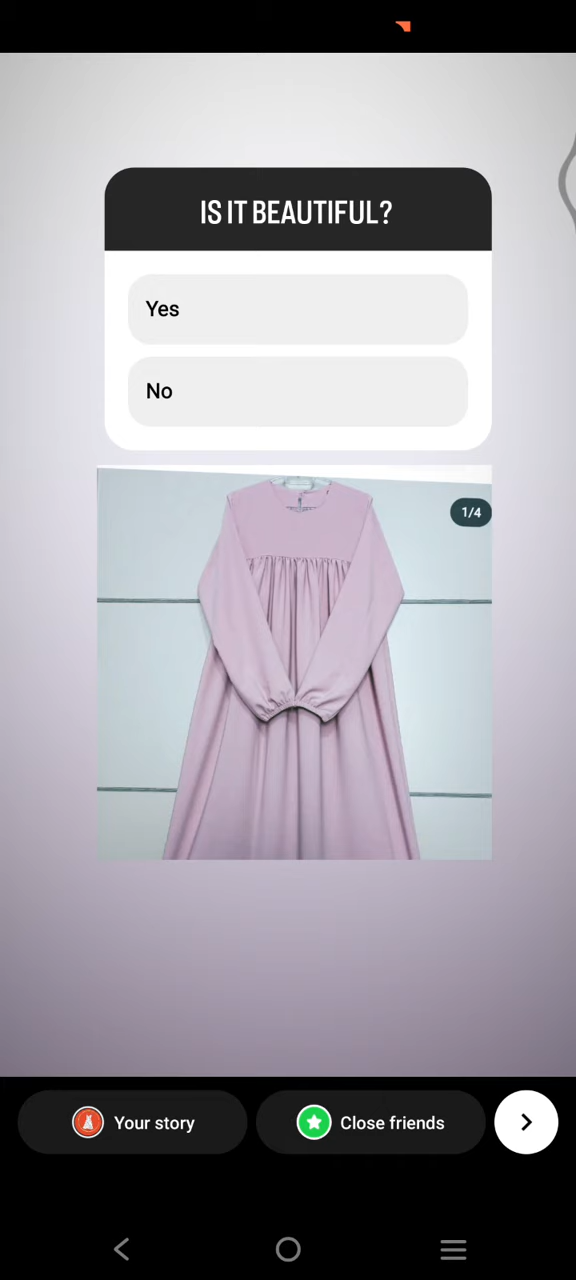 IS IT BEAUTIFUL?
Yes
No
1/4
Your story
Close friends